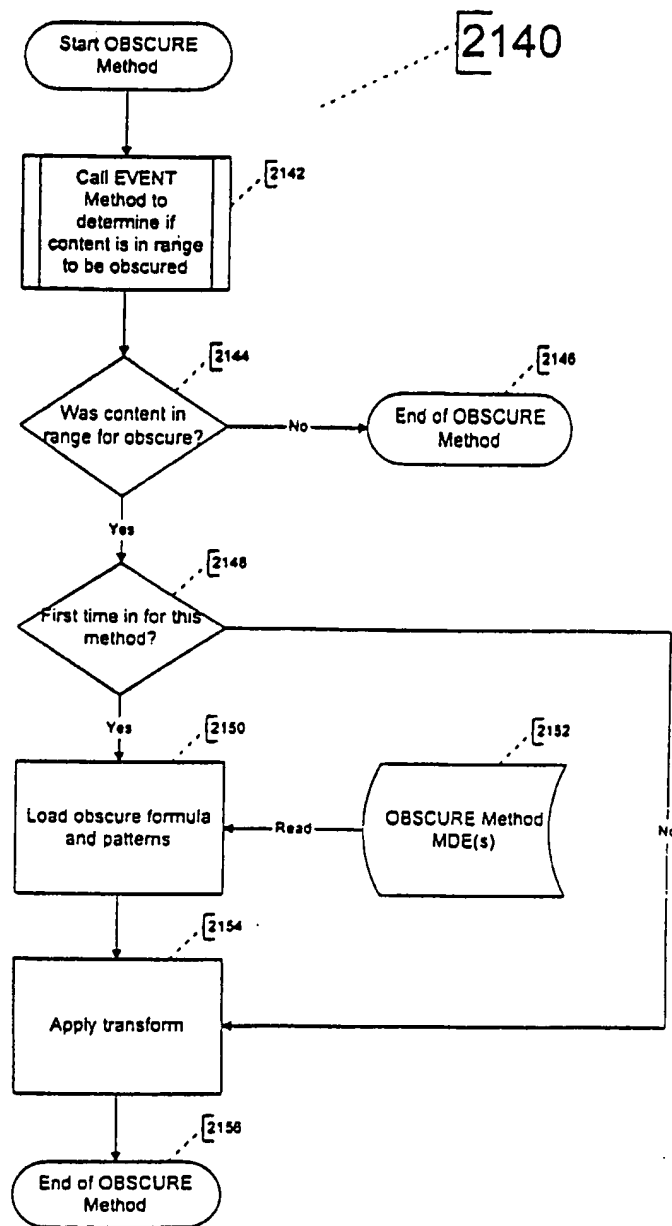 Start OBSCURE
Method
2140
Call EVENT
Method to
determine if
content is in range
to be obscured
2142
2144
Was content in
range for obscure?
No
2146
End of OBSCURE
Method
Yes
2148
First time in for this
method?
Yes
2150
Load obscure formula
and patterns
Read
2152
OBSCURE Method
MDE(s)
No
2154
Apply transform
2156
End of OBSCURE
Method